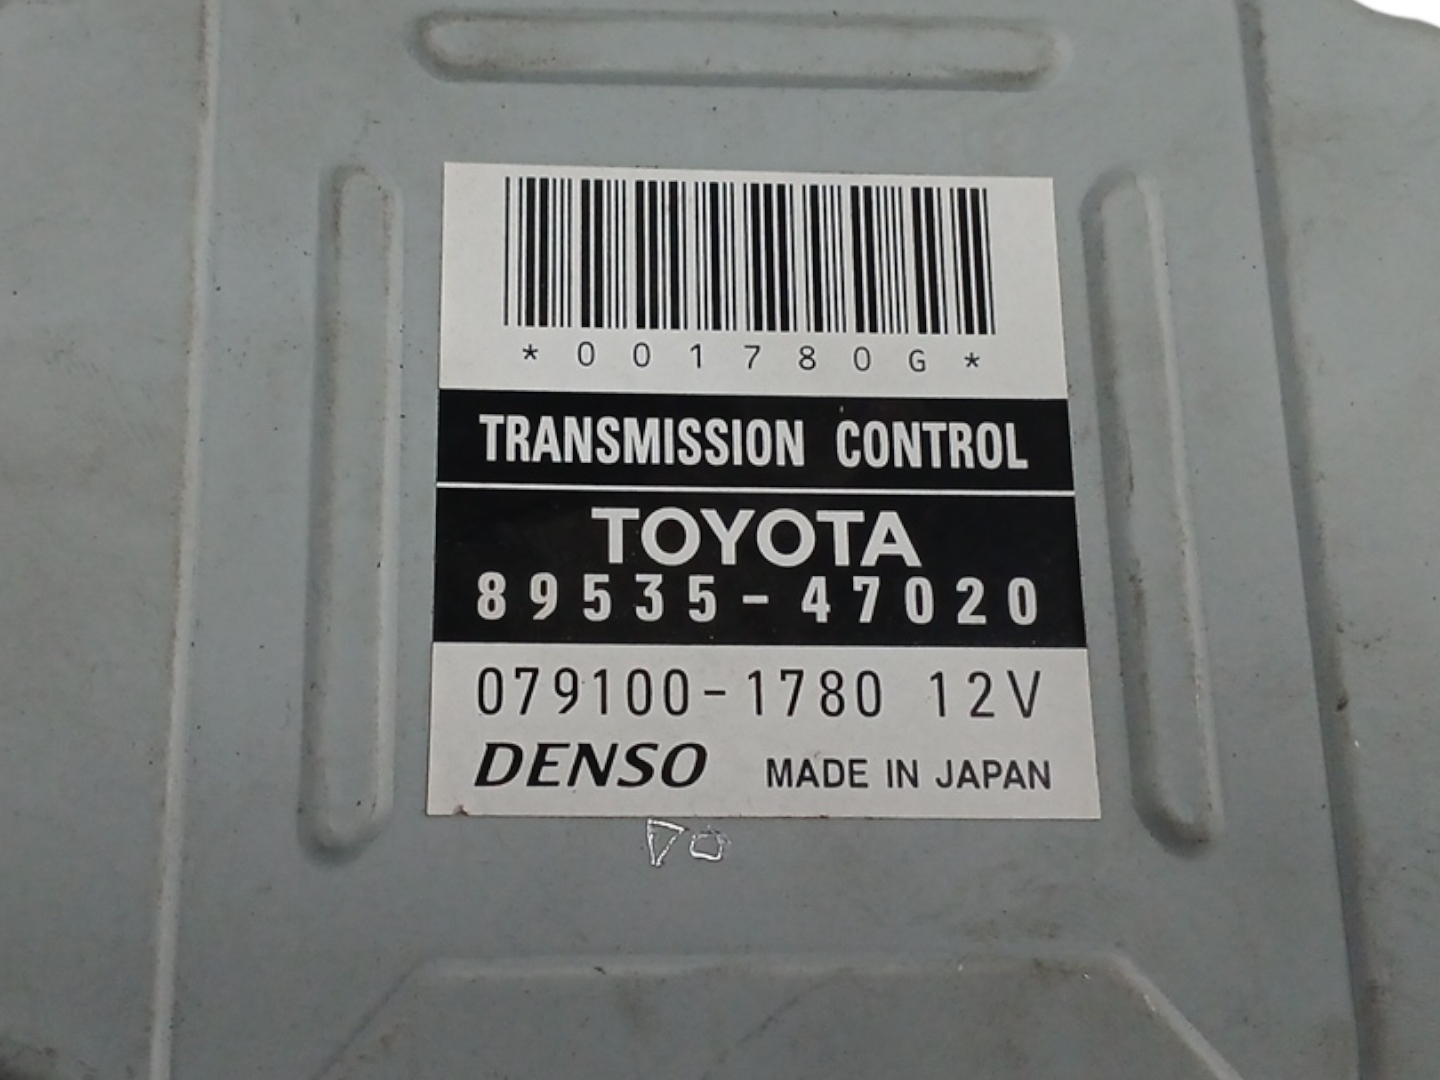 *001780G*
TRANSMISSION CONTROL
TOYOTA
89535-47020
079100-1780 12V
DENSO MADE IN JAPAN